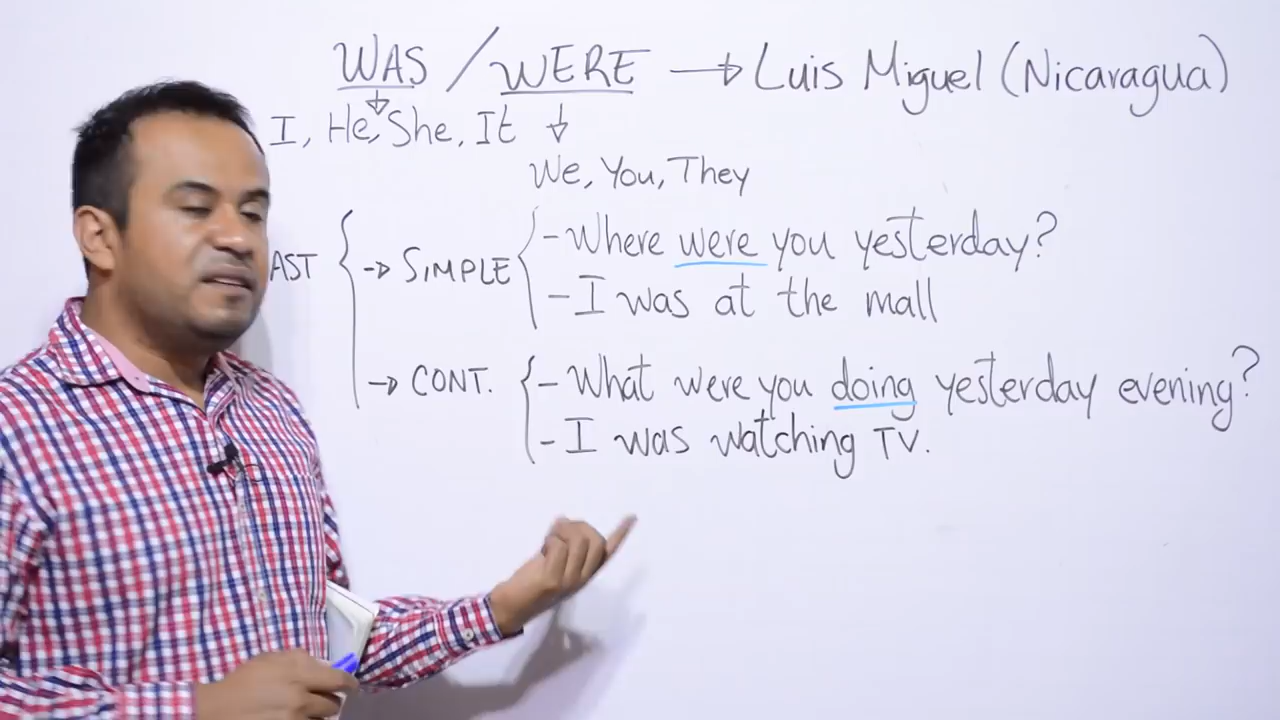 WAS / WERE → Luis Miguel (Nicaragua)
I, He, She, It
We, You, They
AST → SIMPLE - Where were you yesterday?
- I was at the mall
→ CONT. - What were you doing yesterday evening?
- I was watching TV.